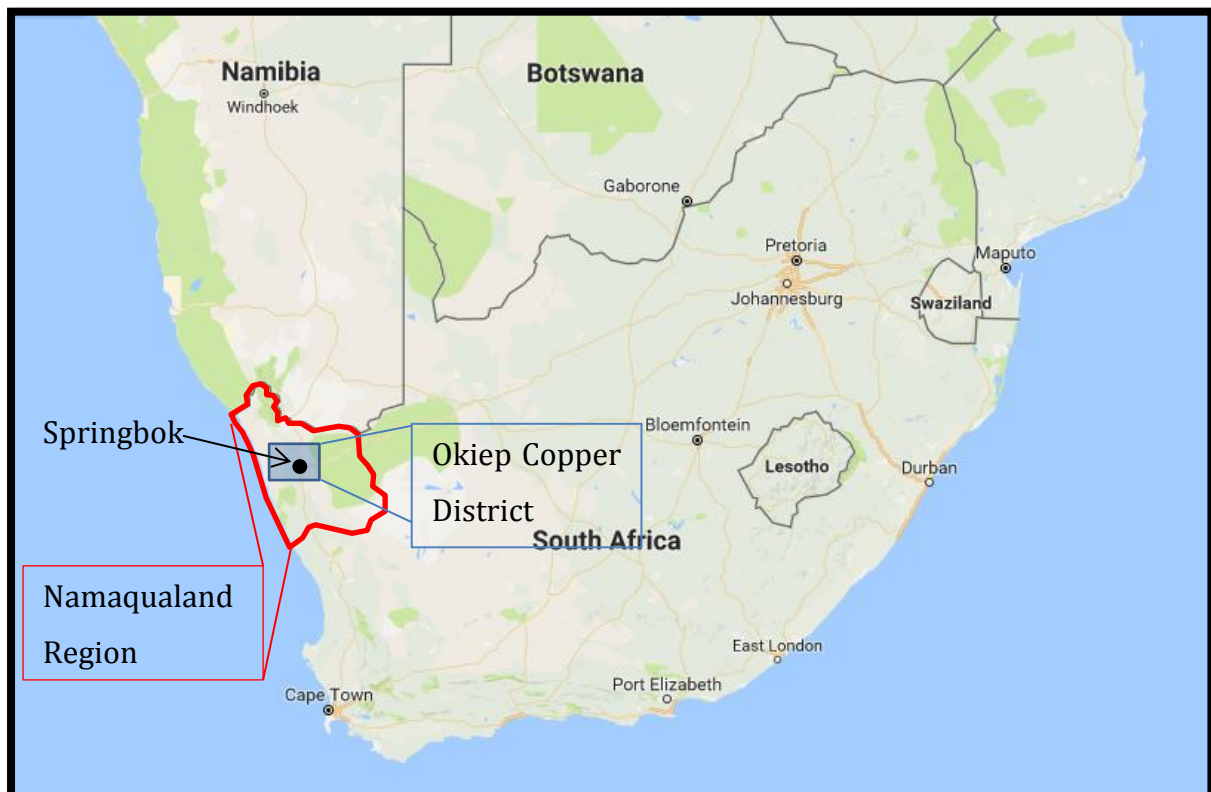 Namibia
Windhoek
Botswana
Gaborone
Pretoria
Johannesburg
Maputo
Swaziland
Springbok
Okiep Copper
District
Bloemfontein
Lesotho
Durban
South Africa
Namaqualand
Region
East London
Port Elizabeth
Cape Town